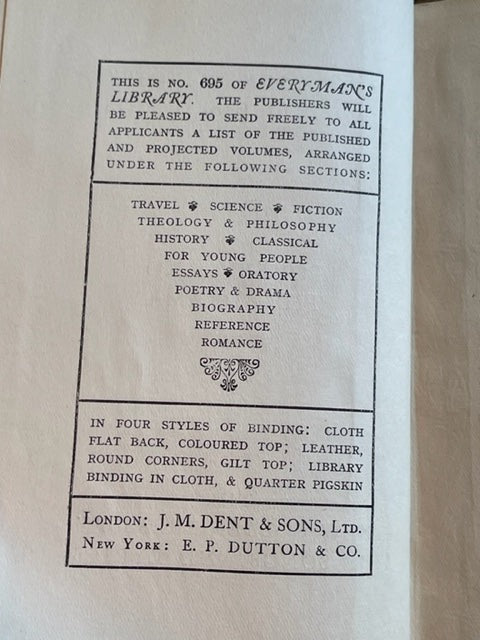 THIS IS NO. 695 OF EVERYMAN'S
LIBRARY. THE PUBLISHERS WILL
BE PLEASED TO SEND FREELY TO ALL
APPLICANTS A LIST OF THE PUBLISHED
AND PROJECTED VOLUMES, ARRANGED
UNDER THE FOLLOWING SECTIONS:
TRAVEL SCIENCE FICTION
THEOLOGY & PHILOSOPHY
HISTORY CLASSICAL
FOR YOUNG PEOPLE
ESSAYS ORATORY
POETRY & DRAMA
BIOGRAPHY
REFERENCE
ROMANCE
IN FOUR STYLES OF BINDING: CLOTH
FLAT BACK, COLOURED TOP; LEATHER,
ROUND CORNERS, GILT TOP; LIBRARY
BINDING IN CLOTH, & QUARTER PIGSKIN
LONDON: J. M. DENT & SONS, LTD.
NEW YORK: E. P. DUTTON & CO.